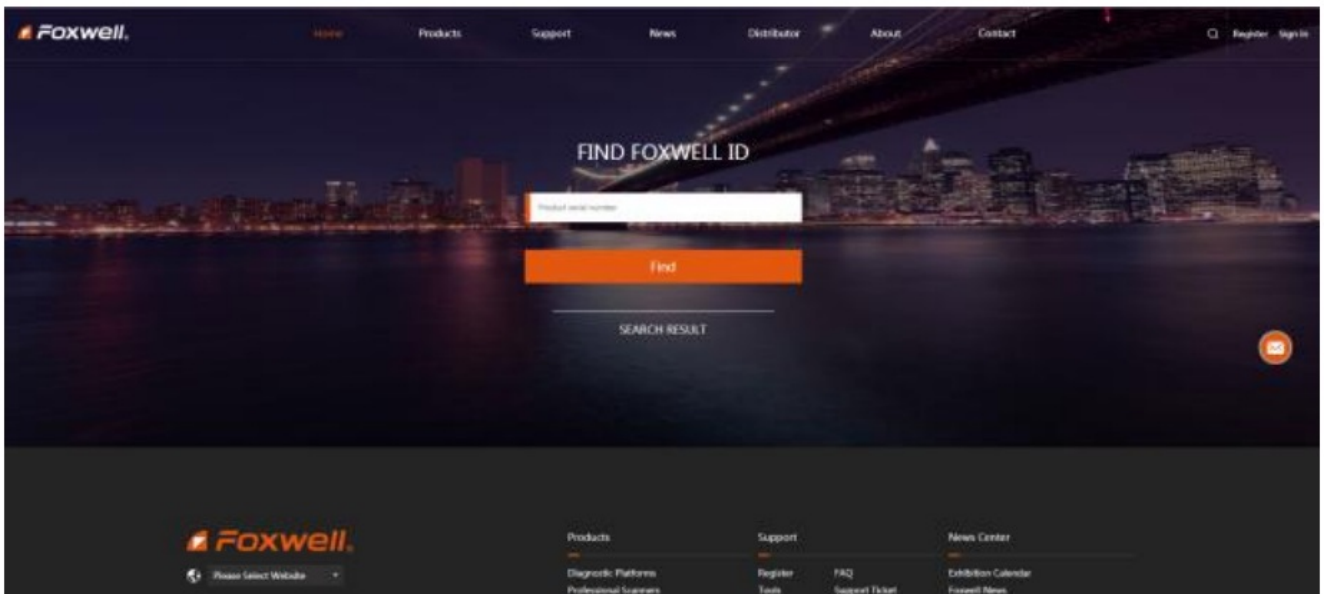 Foxwell.
Home Products Support News Distributor About Contact Register Sign in
FIND FOXWELL ID
Product serial number
Find
SEARCH RESULT
Foxwell.
Products Support News Center
Please Select Website
Diagnostic Platforms Register FAQ Exhibition Calendar
Professional Scanners Tools Support Ticket Foxwell News